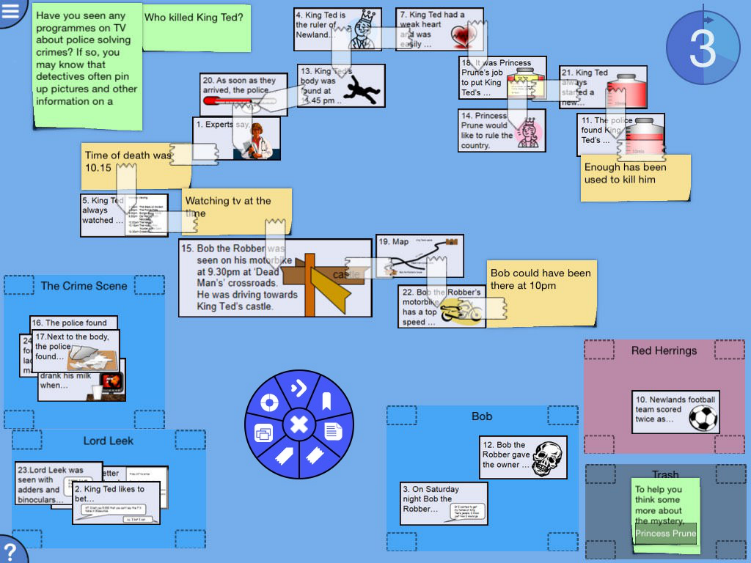 Have you seen any
programmes on TV
about police solving
crimes? If so, you
may know that
detectives often pin
up pictures and other
information on a
Who killed King Ted?
4. King Ted is
the ruler of
Newland...
7. King Ted had a
weak heart
and was
easily ...
3
20. As soon as they
arrived, the police
13. King Ted's
body was
found at
4.45 pm ..
18. It was Princess
Prune's job
to put King
Ted's ...
21. King Ted
always
started a
new...
1. Experts say
14. Princess
Prune would
like to rule the
country.
11. The police
found King
Ted's ...
Time of death was
10.15
Enough has been
used to kill him
5. King Ted
always
watched ...
Watching tv at the
time
15. Bob the Robber was
seen on his motorbike
at 9.30pm at 'Dead
Man's' crossroads.
He was driving towards
King Ted's castle.
castle
19. Map
22. Bob the Robber's
motorbike
has a top
speed ...
Bob could have been
there at 10pm
The Crime Scene
16. The police found
17.Next to the body,
the police
found...
24
drank his milk
when...
Red Herrings
10. Newlands football
team scored
twice as...
Lord Leek
23.Lord Leek was
seen with
adders and
binoculars...
etter
2. King Ted likes to
bet...
Bob
12. Bob the
Robber gave
the owner ...
3. On Saturday
night Bob the
Robber...
Trash
To help you
think some
more about
the mystery,
Princess Prune
?